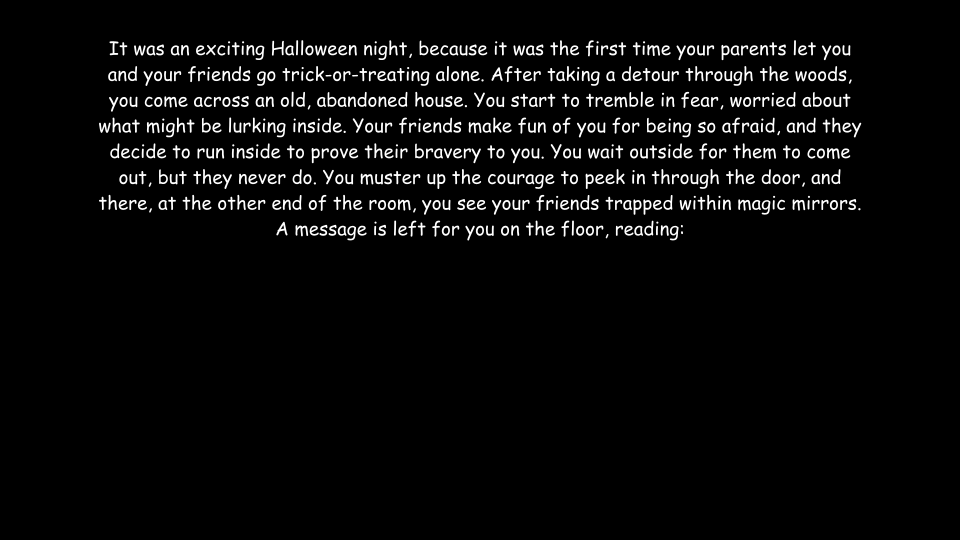 It was an exciting Halloween night, because it was the first time your parents let you
and your friends go trick-or-treating alone. After taking a detour through the woods,
you come across an old, abandoned house. You start to tremble in fear, worried about
what might be lurking inside. Your friends make fun of you for being so afraid, and they
decide to run inside to prove their bravery to you. You wait outside for them to come
out, but they never do. You muster up the courage to peek in through the door, and
there, at the other end of the room, you see your friends trapped within magic mirrors.
A message is left for you on the floor, reading: